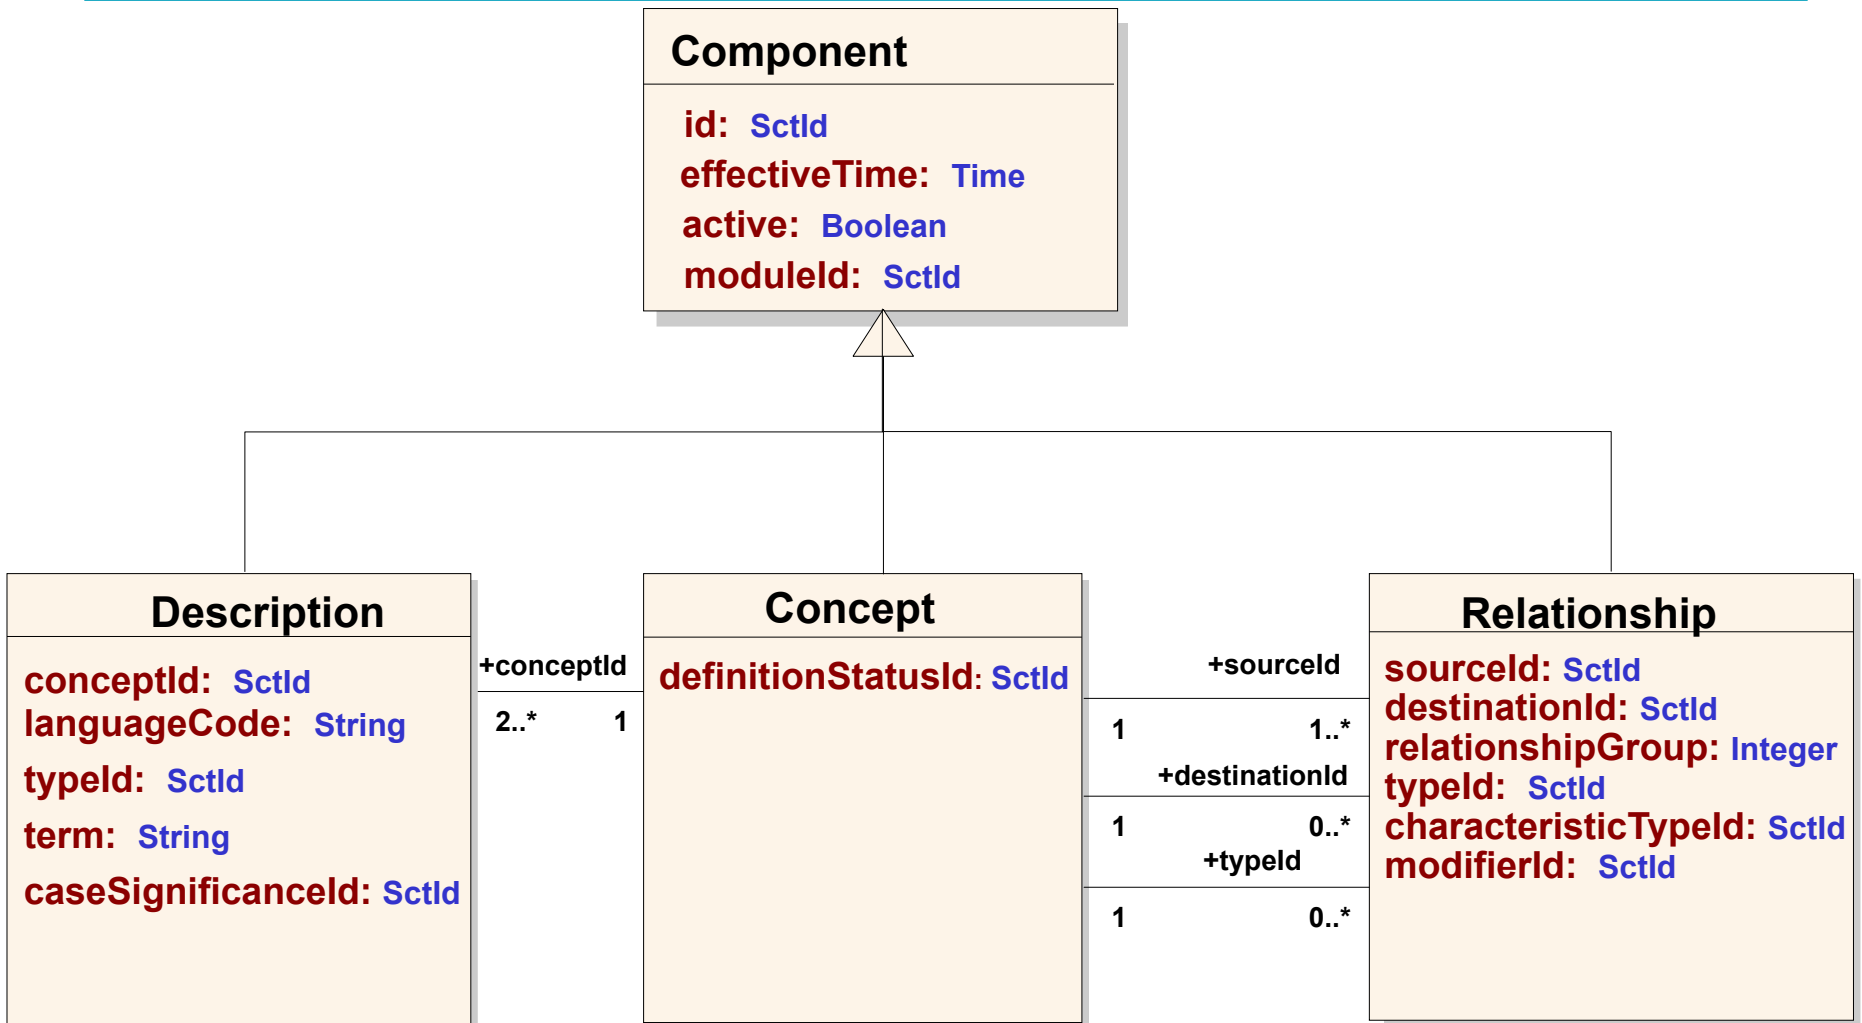 Component
id: SctId
effectiveTime: Time
active: Boolean
moduleId: SctId
Description
conceptId: SctId
languageCode: String
typeId: SctId
term: String
caseSignificanceId: SctId
+conceptId
2..* 1
Concept
definitionStatusId: SctId
+sourceId
1 1..*
+destinationId
1 0..*
+typeId
1 0..*
Relationship
sourceId: SctId
destinationId: SctId
relationshipGroup: Integer
typeId: SctId
characteristicTypeId: SctId
modifierId: SctId